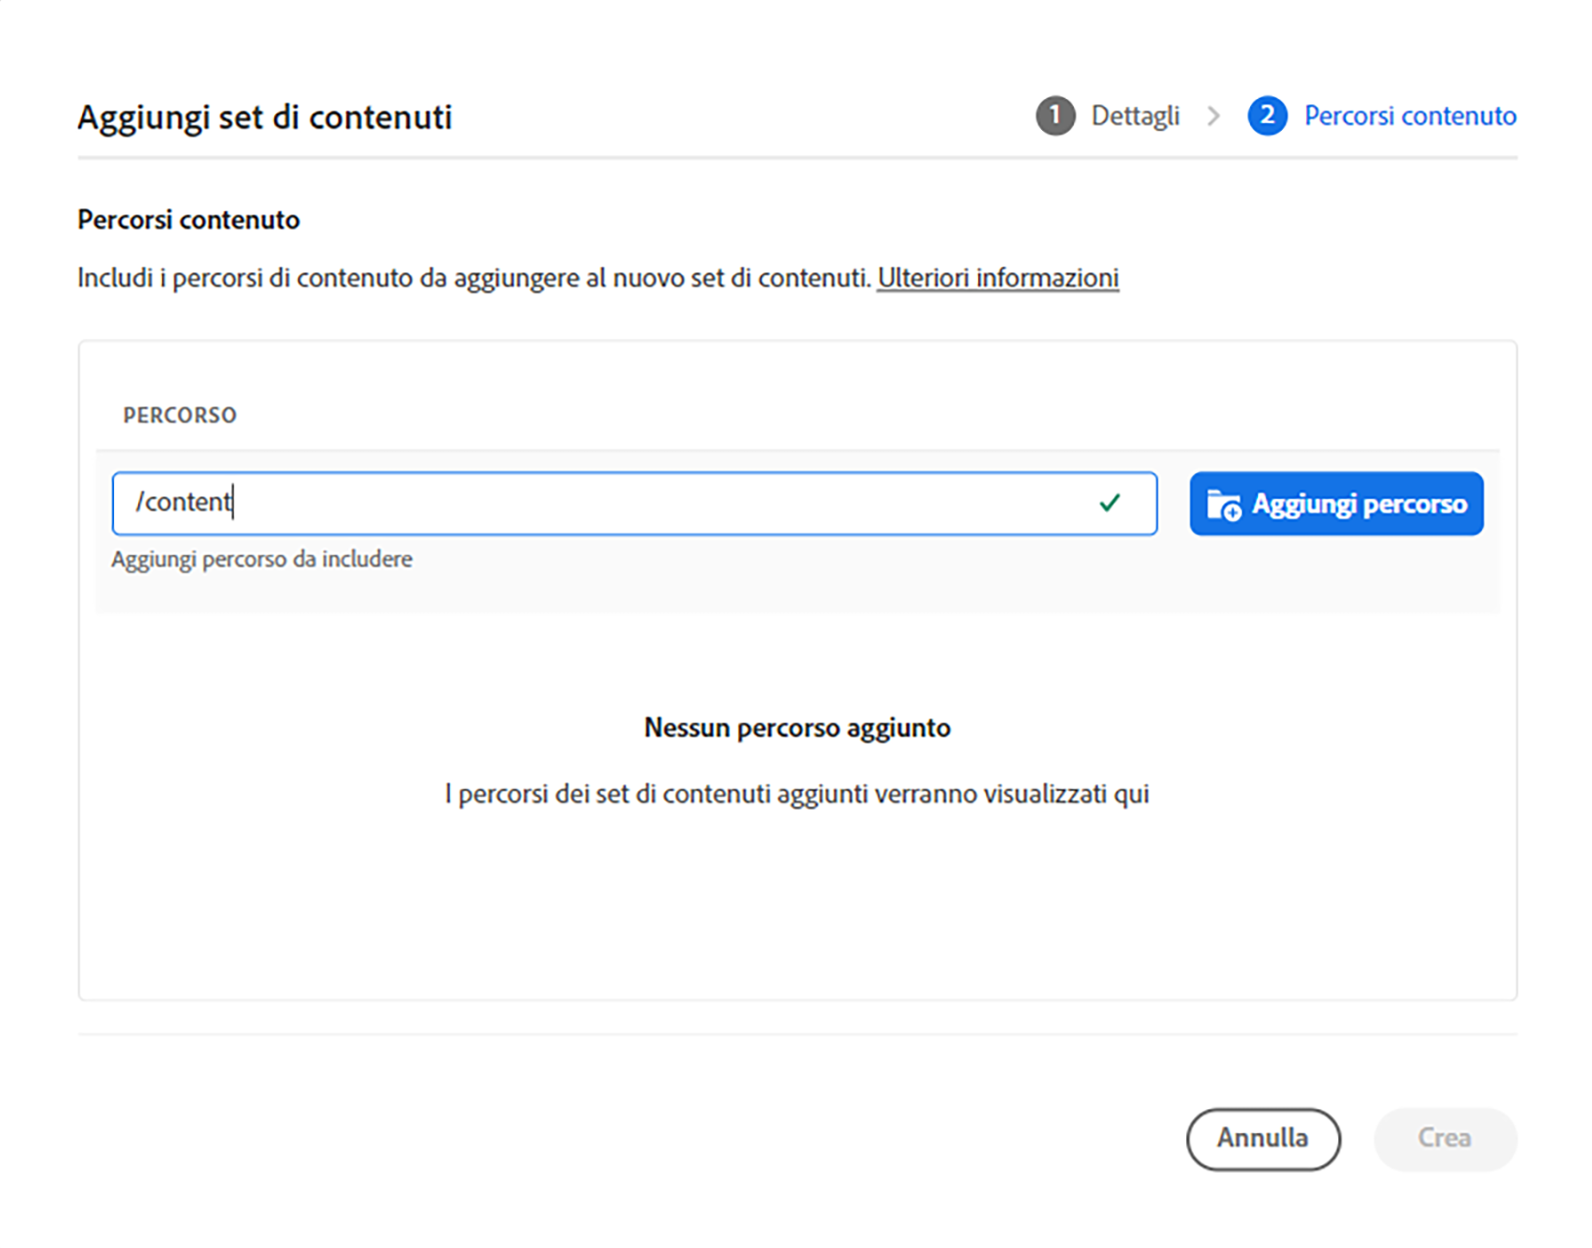 Aggiungi set di contenuti
1 Dettagli > 2 Percorsi contenuto
Percorsi contenuto
Includi i percorsi di contenuto da aggiungere al nuovo set di contenuti. Ulteriori informazioni
PERCORSO
/content
Aggiungi percorso
Aggiungi percorso da includere
Nessun percorso aggiunto
I percorsi dei set di contenuti aggiunti verranno visualizzati qui
Annulla
Crea